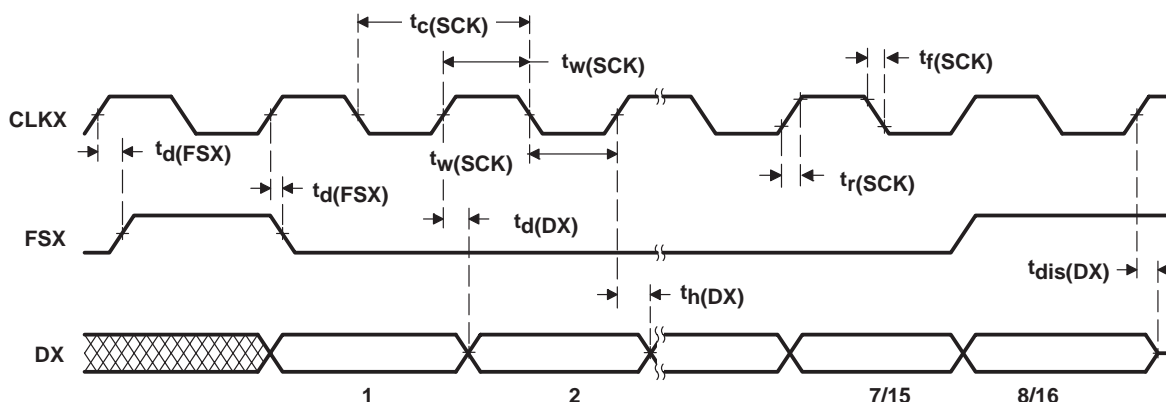 tc(SCK)
tw(SCK)
tf(SCK)
CLKX
td(FSX)
tw(SCK)
td(FSX)
tr(SCK)
td(DX)
FSX
tdis(DX)
th(DX)
DX
1 2 7/15 8/16